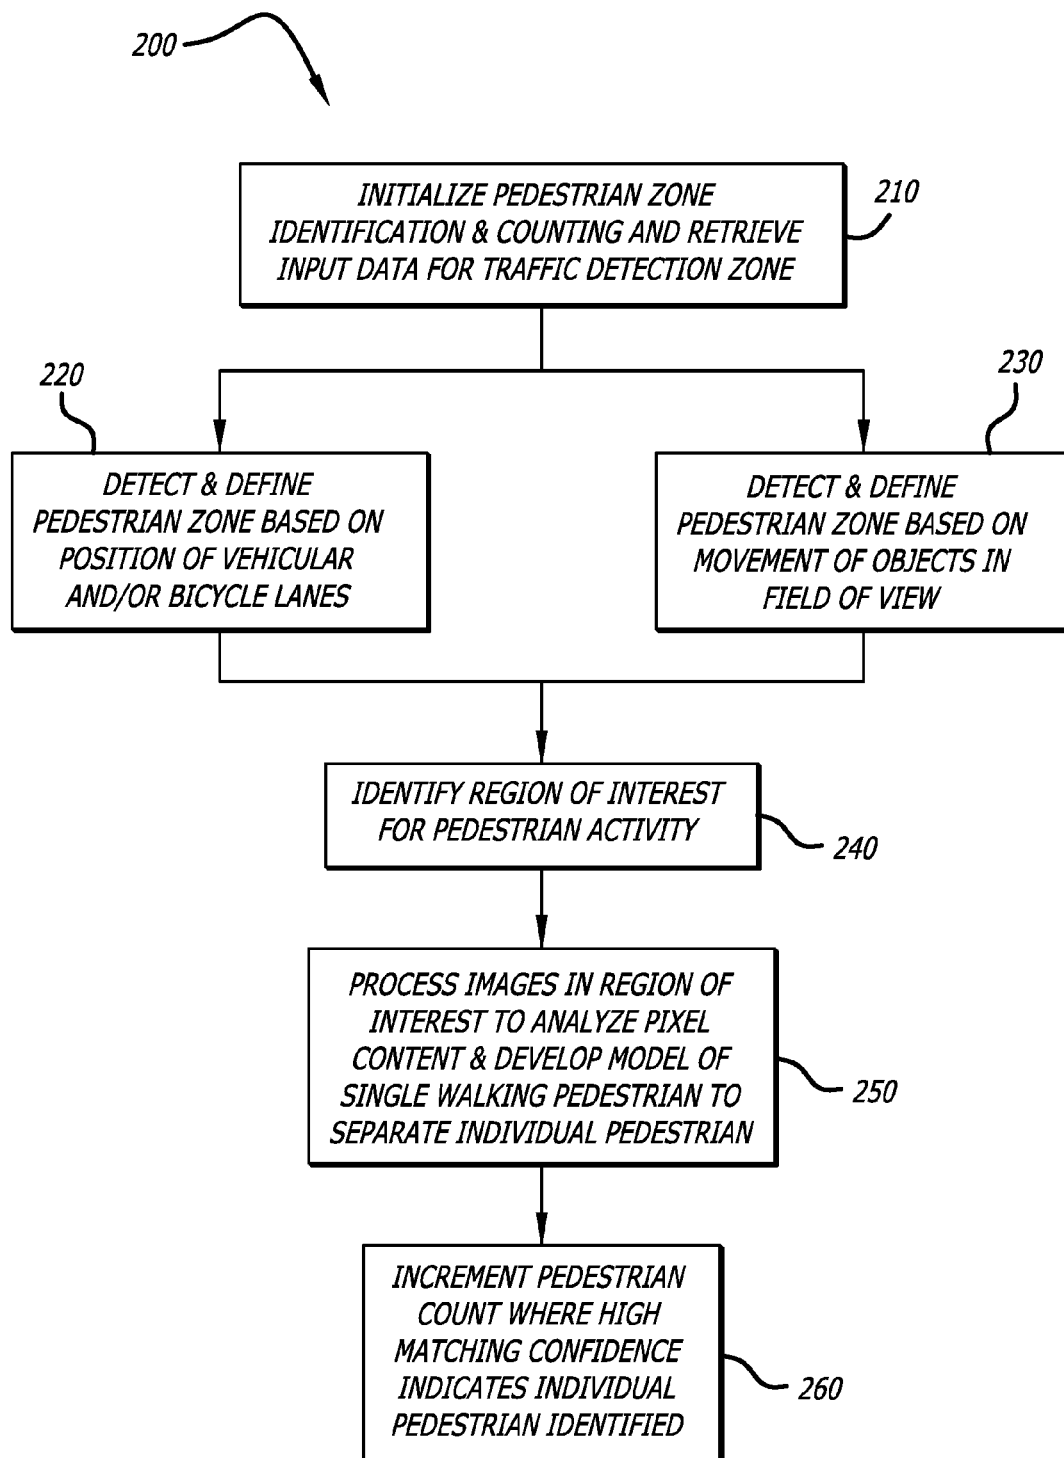 200
INITIALIZE PEDESTRIAN ZONE
IDENTIFICATION & COUNTING AND RETRIEVE
INPUT DATA FOR TRAFFIC DETECTION ZONE
210
220
DETECT & DEFINE
PEDESTRIAN ZONE BASED ON
POSITION OF VEHICULAR
AND/OR BICYCLE LANES
230
DETECT & DEFINE
PEDESTRIAN ZONE BASED ON
MOVEMENT OF OBJECTS IN
FIELD OF VIEW
IDENTIFY REGION OF INTEREST
FOR PEDESTRIAN ACTIVITY
240
PROCESS IMAGES IN REGION OF
INTEREST TO ANALYZE PIXEL
CONTENT & DEVELOP MODEL OF
SINGLE WALKING PEDESTRIAN TO
SEPARATE INDIVIDUAL PEDESTRIAN
250
INCREMENT PEDESTRIAN
COUNT WHERE HIGH
MATCHING CONFIDENCE
INDICATES INDIVIDUAL
PEDESTRIAN IDENTIFIED
260